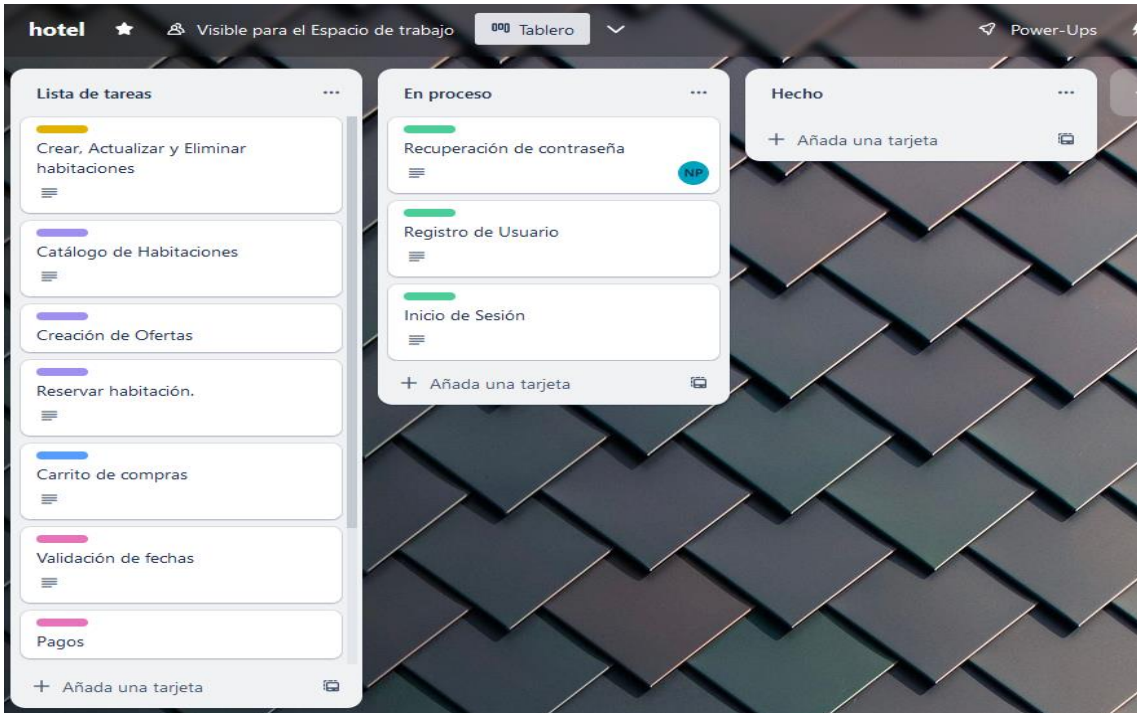 hotel
Visible para el Espacio de trabajo
Tablero
Power-Ups
Lista de tareas
Crear, Actualizar y Eliminar
habitaciones
Catálogo de Habitaciones
Creación de Ofertas
Reservar habitación.
Carrito de compras
Validación de fechas
Pagos
+ Añada una tarjeta
En proceso
Recuperación de contraseña
NP
Registro de Usuario
Inicio de Sesión
+ Añada una tarjeta
Hecho
+ Añada una tarjeta